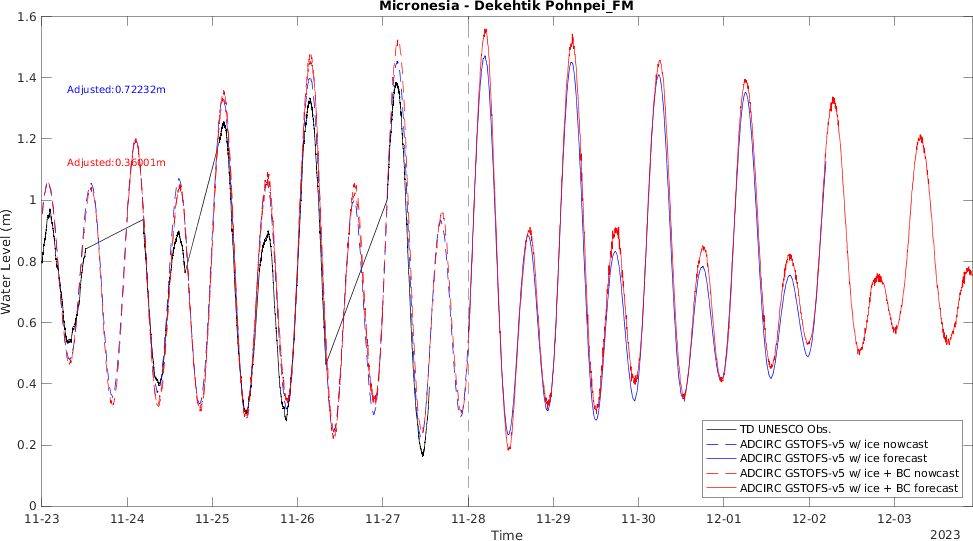 Micronesia - Dekehtik Pohnpei_FM
1.6
1.4
1.2
1
0.8
0.6
0.4
0.2
0
Water Level (m)
Adjusted:0.72232m
Adjusted:0.36001m
TD UNESCO Obs.
ADCIRC GSTOFS-v5 w/ ice nowcast
ADCIRC GSTOFS-v5 w/ ice forecast
ADCIRC GSTOFS-v5 w/ ice + BC nowcast
ADCIRC GSTOFS-v5 w/ ice + BC forecast
11-23 11-24 11-25 11-26 11-27 11-28 11-29 11-30 12-01 12-02 12-03
Time
2023